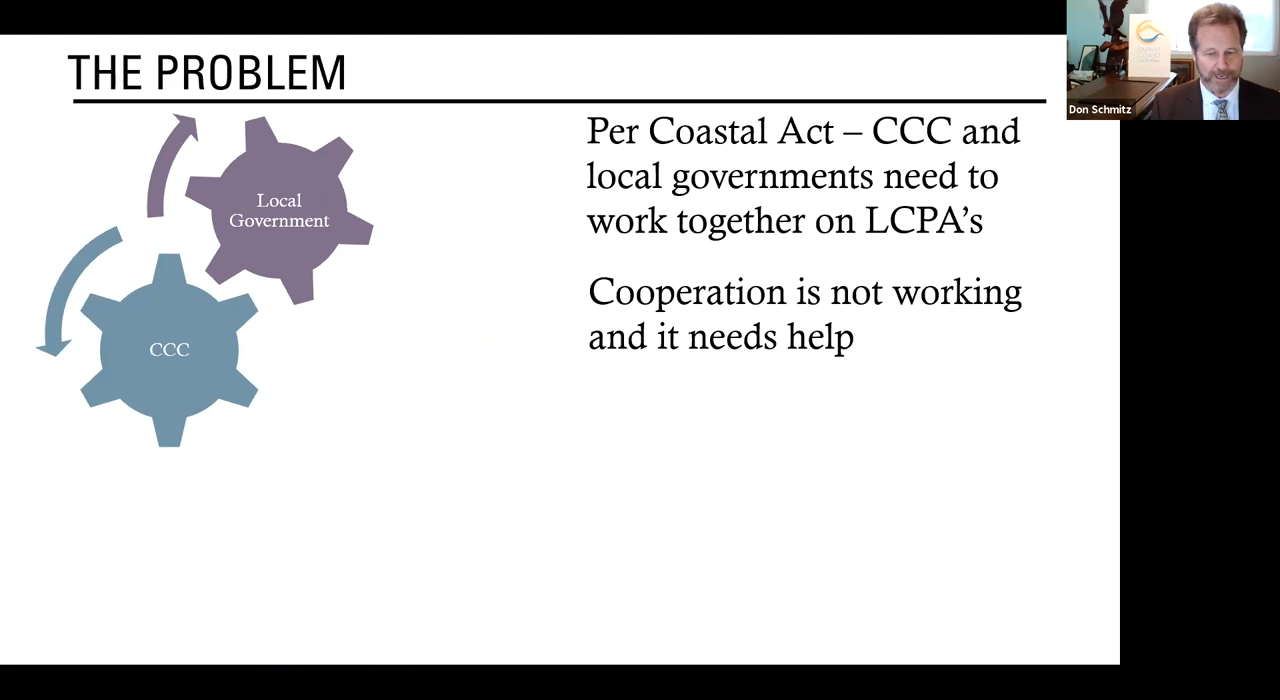 THE PROBLEM
Local
Government
CCC
Per Coastal Act – CCC and
local governments need to
work together on LCPA’s
Cooperation is not working
and it needs help
Don Schmitz